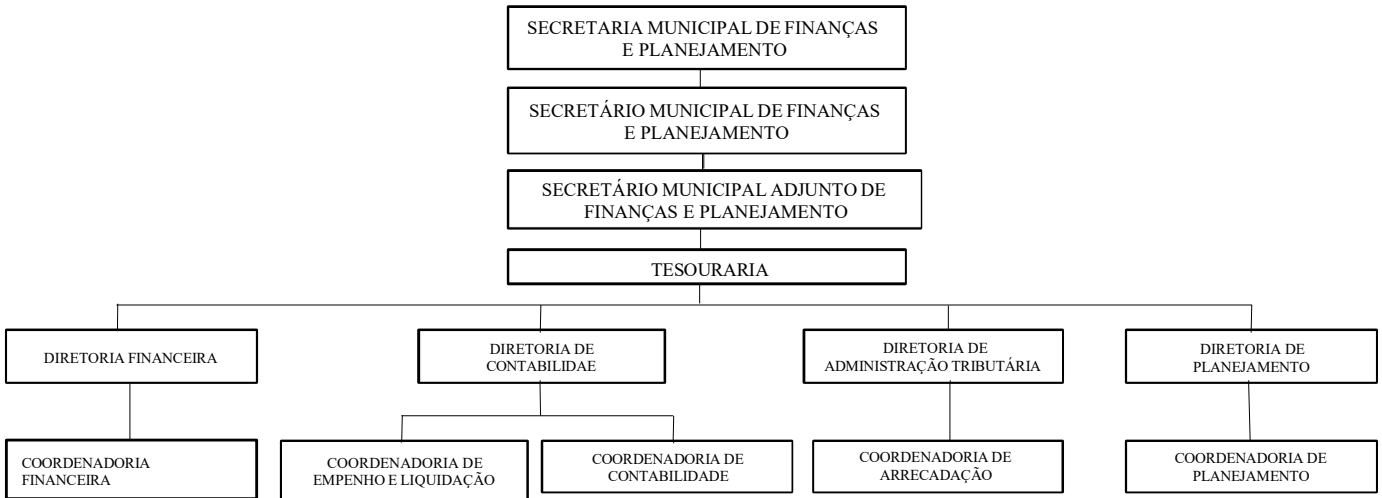 SECRETARIA MUNICIPAL DE FINANÇAS
E PLANEJAMENTO
SECRETÁRIO MUNICIPAL DE FINANÇAS
E PLANEJAMENTO
SECRETÁRIO MUNICIPAL ADJUNTO DE
FINANÇAS E PLANEJAMENTO
TESOURARIA
DIRETORIA FINANCEIRA
DIRETORIA DE
CONTABILIDAE
DIRETORIA DE
ADMINISTRAÇÃO TRIBUTÁRIA
DIRETORIA DE
PLANEJAMENTO
COORDENADORIA
FINANCEIRA
COORDENADORIA DE
EMPENHO E LIQUIDAÇÃO
COORDENADORIA DE
CONTABILIDADE
COORDENADORIA DE
ARRECADAÇÃO
COORDENADORIA DE
PLANEJAMENTO